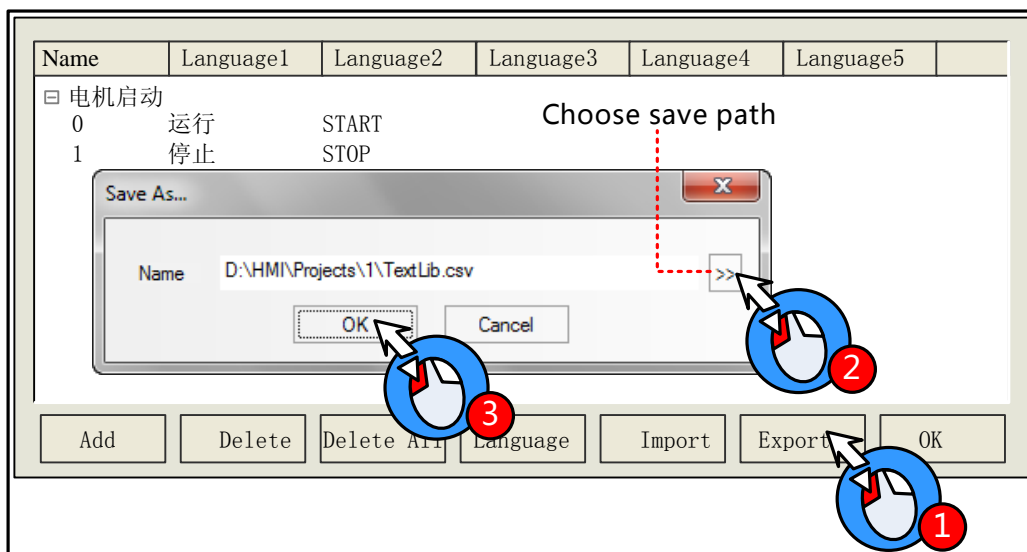 Name Language1 Language2 Language3 Language4 Language5
电机启动
0 运行 START
1 停止 STOP
Choose save path
Save As...
Name D:\HMI\Projects\1\TextLib.csv >>
OK Cancel
2
3
Add Delete Delete All Language Import Export OK
1